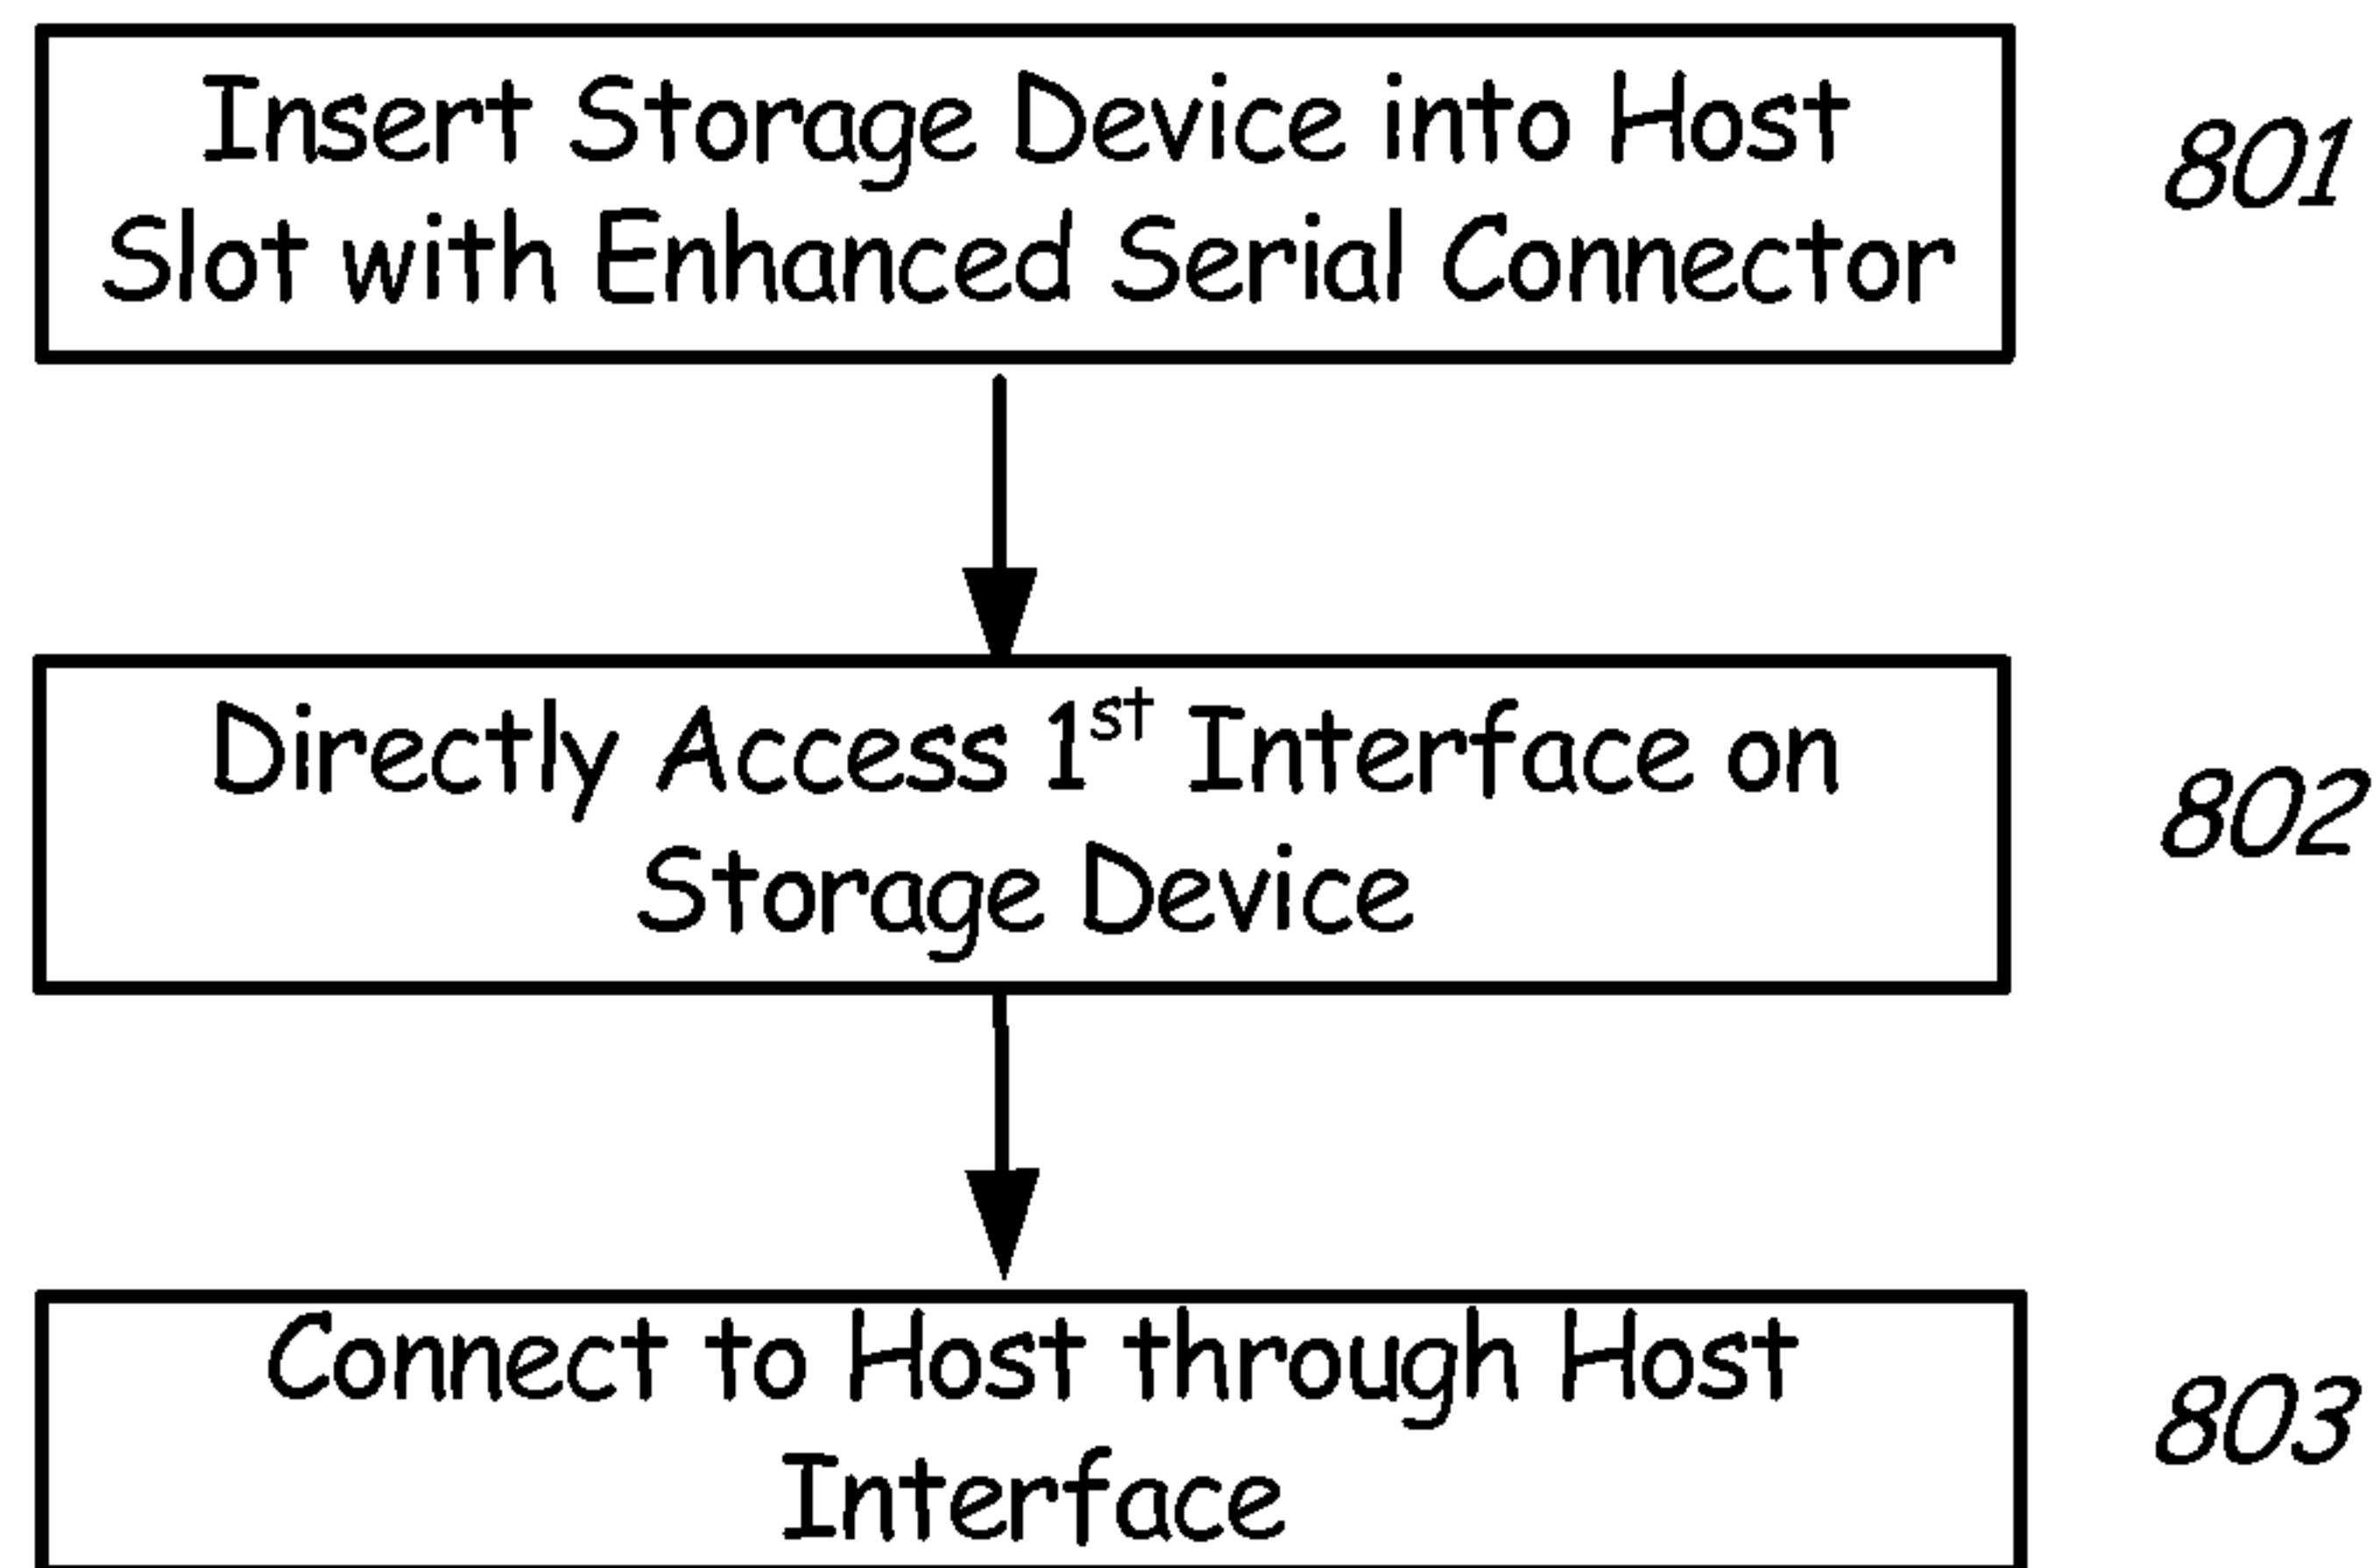 Insert Storage Device into Host
Slot with Enhanced Serial Connector
801
Directly Access 1st Interface on
Storage Device
802
Connect to Host through Host
Interface
803